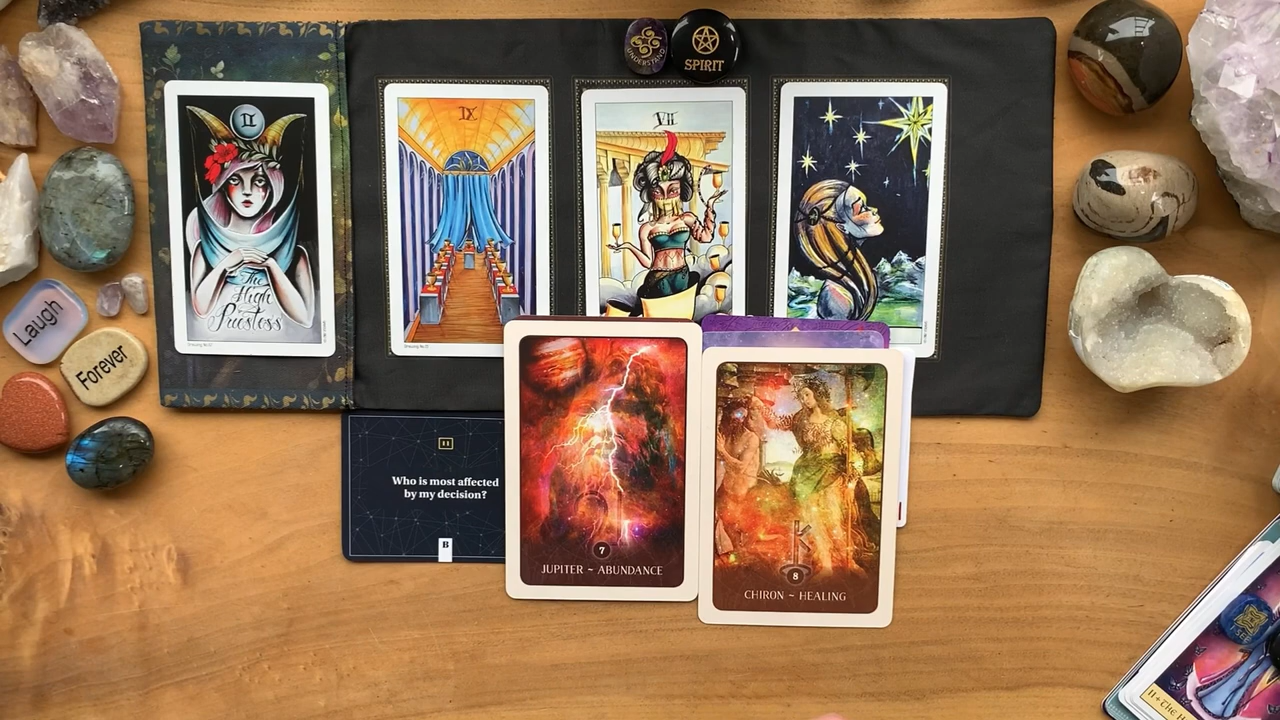 UNDERSTAND
SPIRIT
II
The
High
Priestess
IX
VII
Laugh
Forever
II
Who is most affected
by my decision?
B
7
JUPITER ~ ABUNDANCE
8
CHIRON ~ HEALING